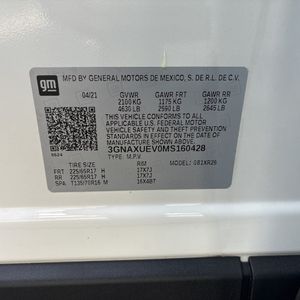 gm
MFD BY GENERAL MOTORS DE MEXICO, S. DE R.L. DE C.V.
04/21 GVWR GAWR FRT GAWR RR
2100 KG 1175 KG 1200 KG
4630 LB 2590 LB 2645 LB
THIS VEHICLE CONFORMS TO ALL APPLICABLE
U.S. FEDERAL MOTOR
VEHICLE SAFETY AND THEFT PREVENTION
STANDARDS IN EFFECT ON THE DATE OF
MANUFACTURE SHOWN ABOVE.
3GNAXUEV0MS160428
TYPE: M.P.V MODEL:
TIRE SIZE RIM
FRT 225/65R17 H 17X7J
RR 225/65R17 H 17X7J
SPA T135/70R16 M 16X4BT